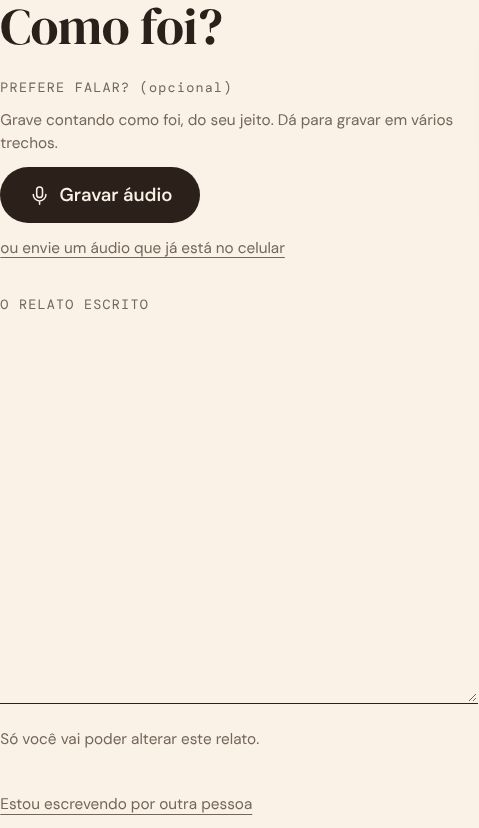 Como foi?
PREFERE FALAR? (opcional)
Grave contando como foi, do seu jeito. Dá para gravar em vários
trechos.
Gravar áudio
ou envie um áudio que já está no celular
O RELATO ESCRITO
Só você vai poder alterar este relato.
Estou escrevendo por outra pessoa